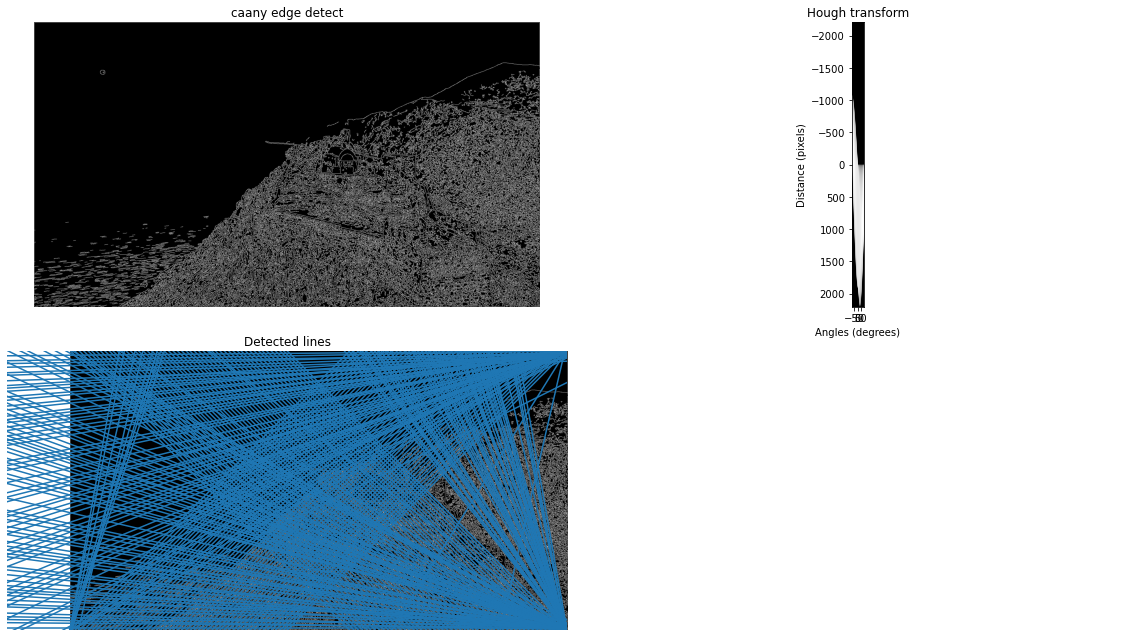 caany edge detect
Hough transform
−2000
−1500
−1000
−500
0
500
1000
1500
2000
Distance (pixels)
Angles (degrees)
Detected lines